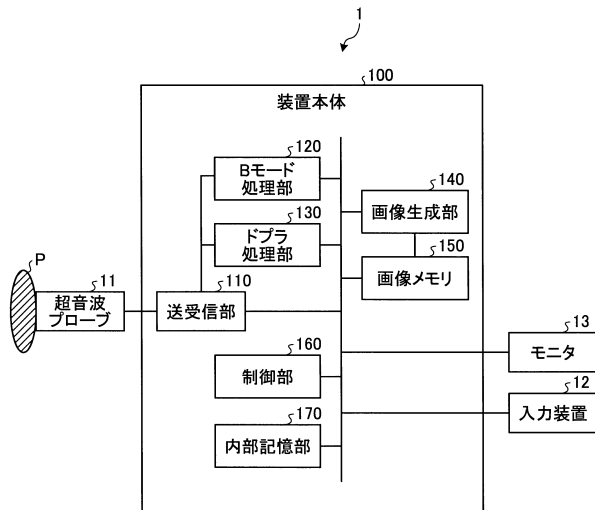 1
100
装置本体
120
Bモード
処理部
140
画像生成部
130
ドプラ
処理部
150
画像メモリ
P
11
超音波
プローブ
110
送受信部
160
制御部
13
モニタ
12
入力装置
170
内部記憶部